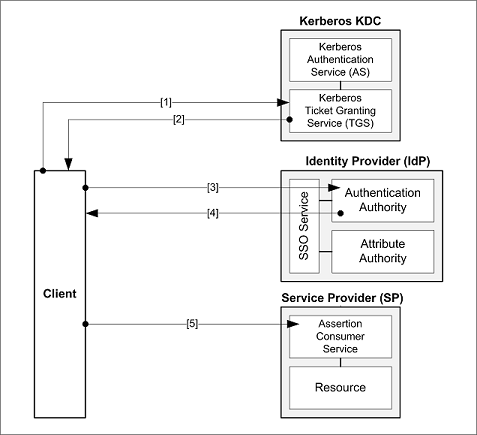 Kerberos KDC
Kerberos
Authentication
Service (AS)
[1]
Kerberos
Ticket Granting
Service (TGS)
[2]
Identity Provider (IdP)
[3]
SSO Service
Authentication
Authority
[4]
Attribute
Authority
Client
Service Provider (SP)
[5]
Assertion
Consumer
Service
Resource